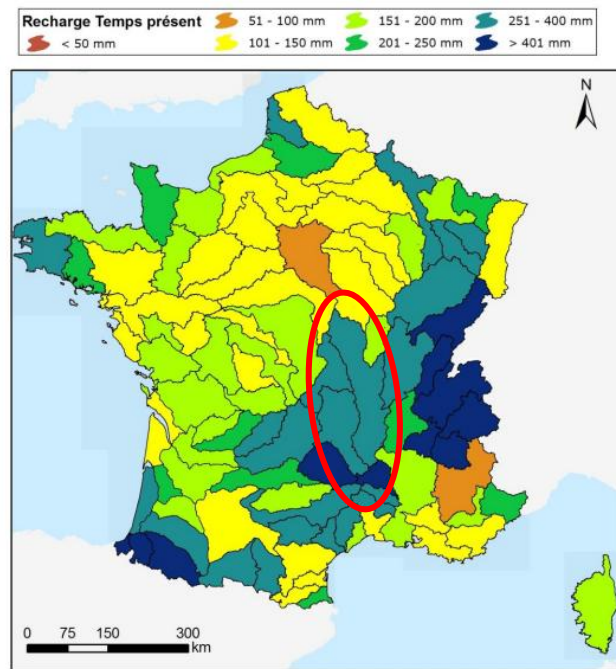 Recharge Temps présent
51 - 100 mm
151 - 200 mm
251 - 400 mm
< 50 mm
101 - 150 mm
201 - 250 mm
> 401 mm
N
0 75 150 300
km